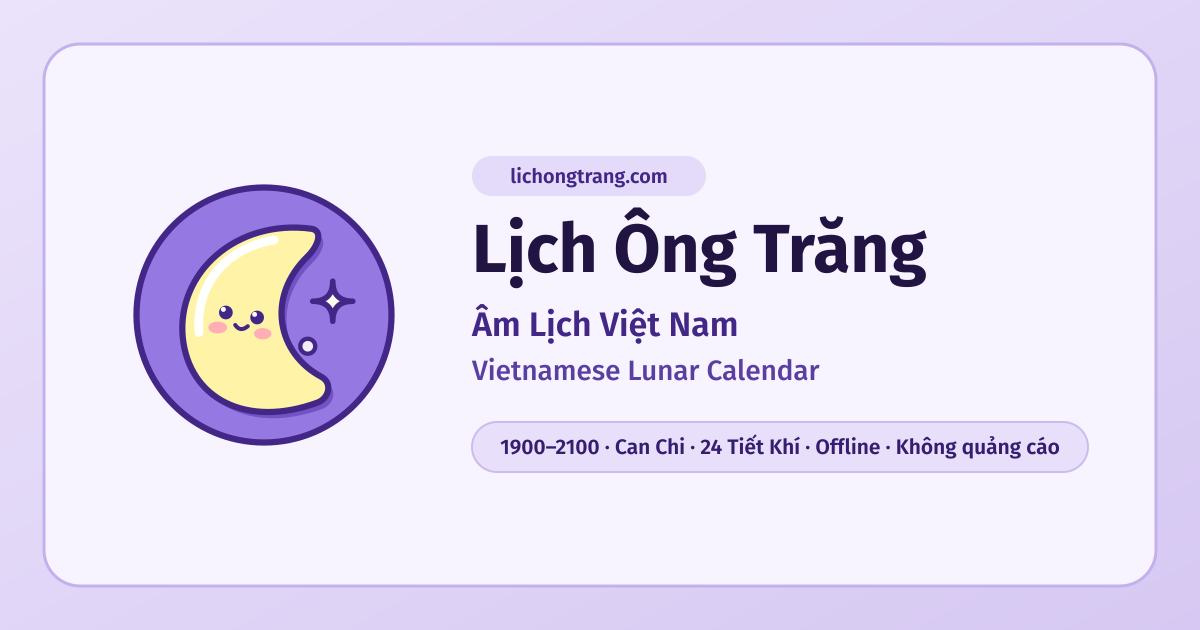 lichongtrang.com
Lịch Ông Trăng
Âm Lịch Việt Nam
Vietnamese Lunar Calendar
1900–2100 · Can Chi · 24 Tiết Khí · Offline · Không quảng cáo